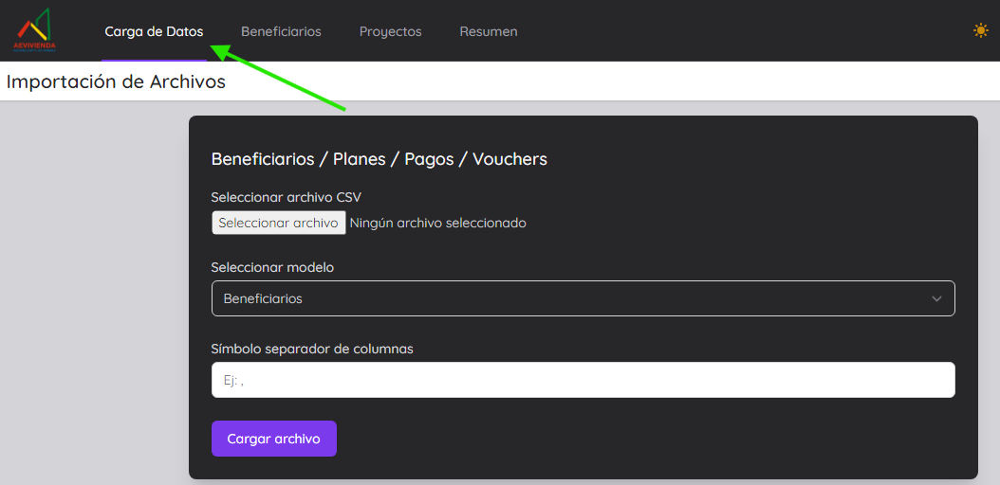 AEVIVIENDA
Carga de Datos
Beneficiarios
Proyectos
Resumen
Importación de Archivos
Beneficiarios / Planes / Pagos / Vouchers
Seleccionar archivo CSV
Seleccionar archivo Ningún archivo seleccionado
Seleccionar modelo
Beneficiarios
Símbolo separador de columnas
Ej: ,
Cargar archivo